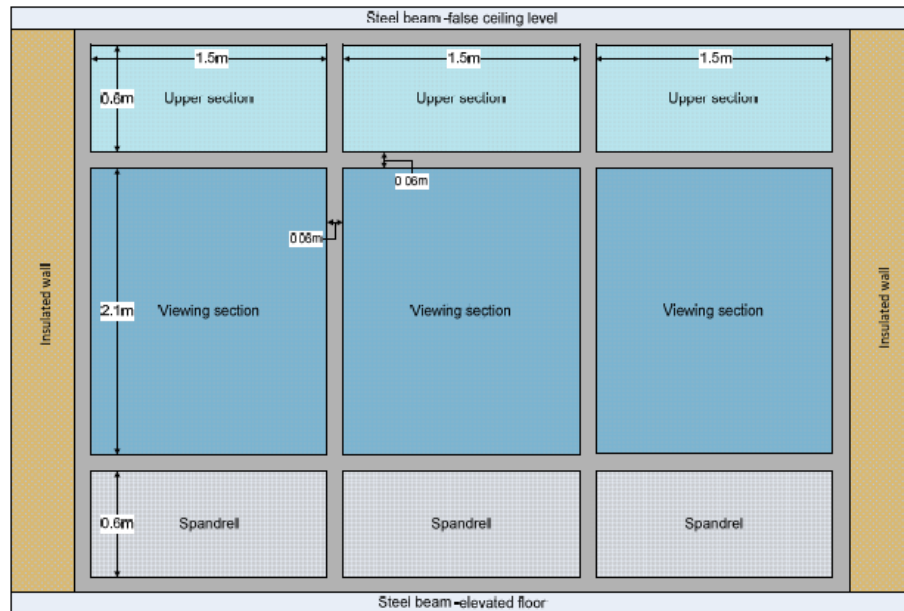 Steel beam-false ceiling level
1.5m
1.5m
1.5m
0.6m
Upper section
Upper section
Upper section
0.06m
0.06m
Insulated wall
2.1m
Viewing section
Viewing section
Viewing section
Insulated wall
0.6m
Spandrell
Spandrell
Spandrel
Steel beam-elevated floor